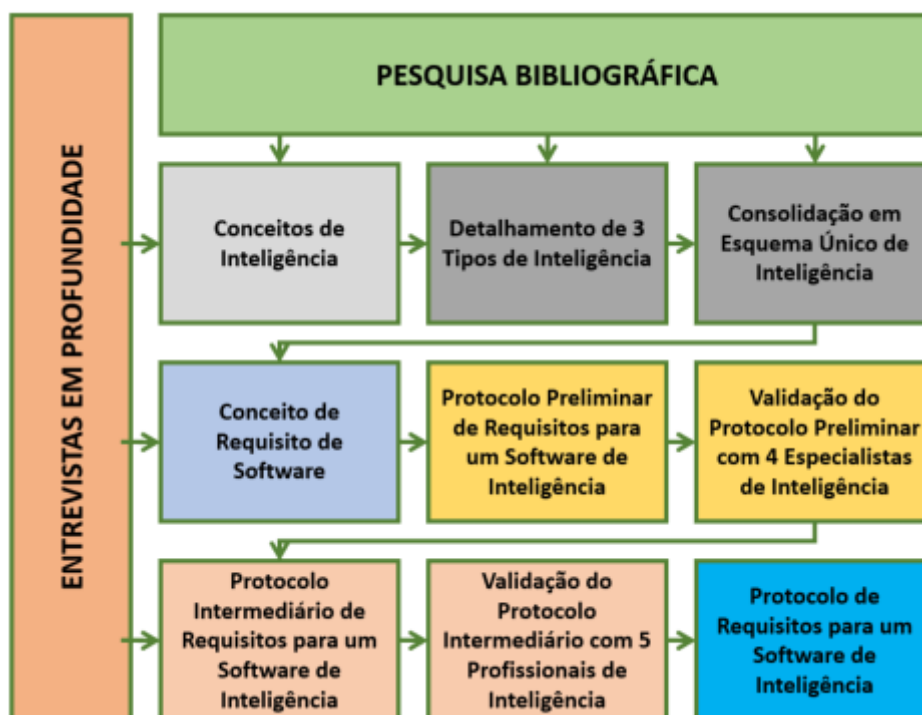 ENTREVISTAS EM PROFUNDIDADE
PESQUISA BIBLIOGRÁFICA
Conceitos de
Inteligência
Detalhamento de 3
Tipos de Inteligência
Consolidação em
Esquema Único de
Inteligência
Conceito de
Requisito de
Software
Protocolo Preliminar
de Requisitos para
um Software de
Inteligência
Validação do
Protocolo Preliminar
com 4 Especialistas
de Inteligência
Protocolo
Intermediário de
Requisitos para um
Software de
Inteligência
Validação do
Protocolo
Intermediário com 5
Profissionais de
Inteligência
Protocolo de
Requisitos para um
Software de
Inteligência